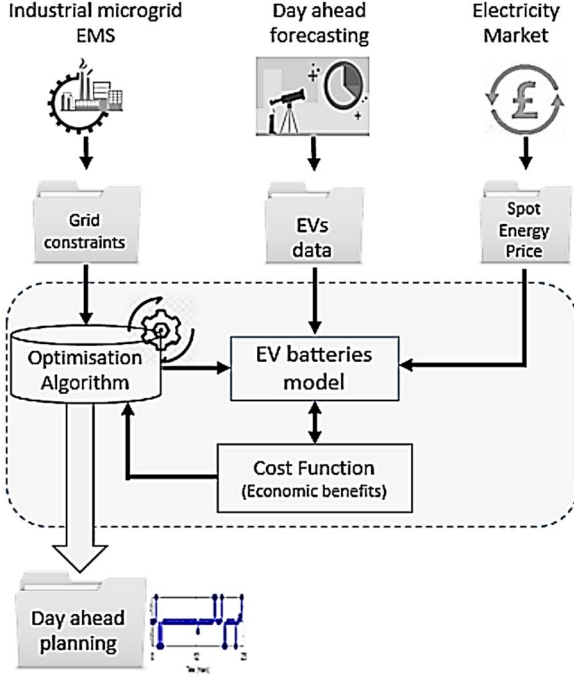 Industrial microgrid
EMS
Day ahead
forecasting
Electricity
Market
£
Grid
constraints
EVs
data
Spot
Energy
Price
Optimisation
Algorithm
EV batteries
model
Cost Function
(Economic benefits)
Day ahead
planning